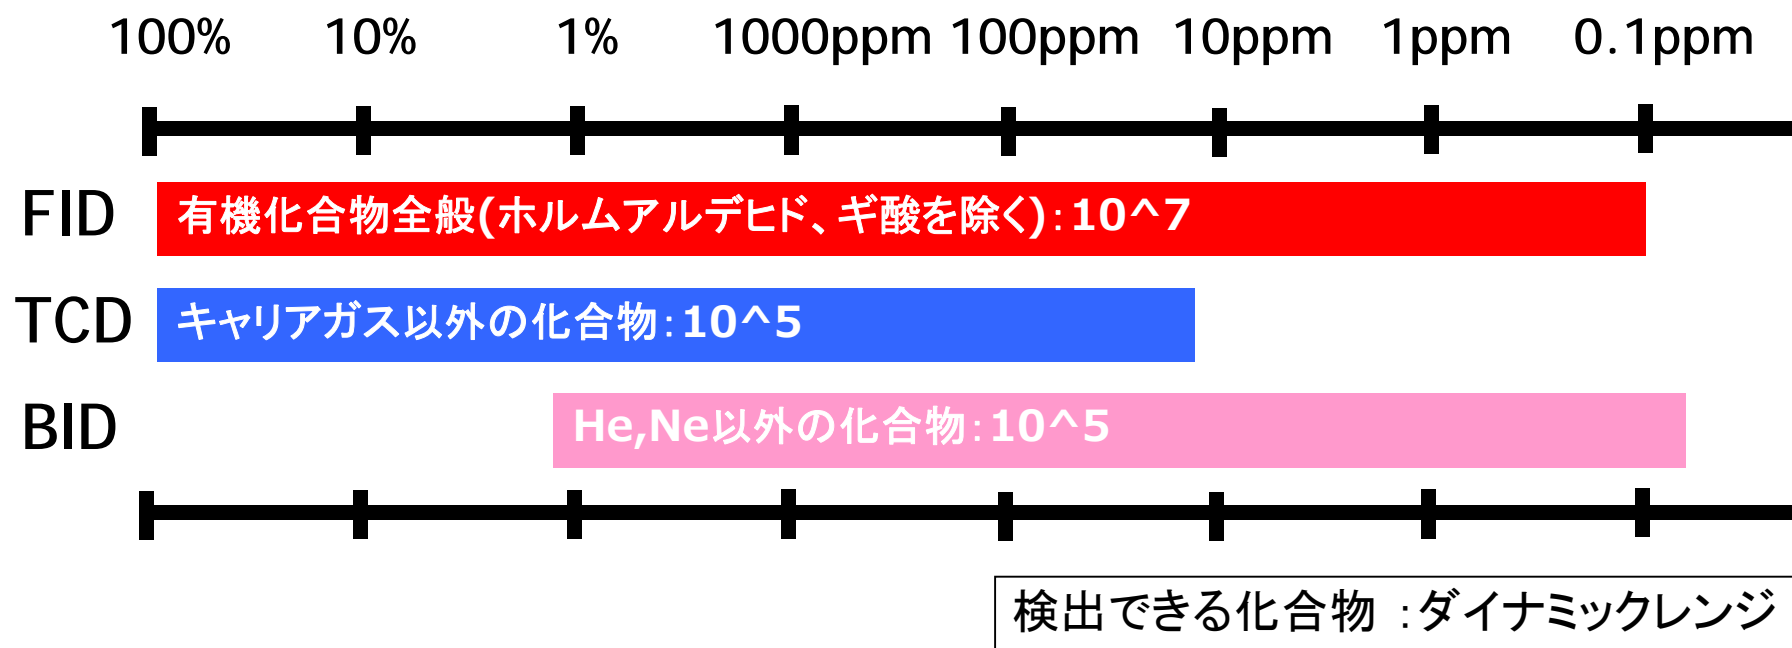 100% 10% 1% 1000ppm 100ppm 10ppm 1ppm 0.1ppm
FID 有機化合物全般(ホルムアルデヒド、ギ酸を除く):10^7
TCD キャリアガス以外の化合物:10^5
BID He,Ne以外の化合物:10^5
検出できる化合物 :ダイナミックレンジ